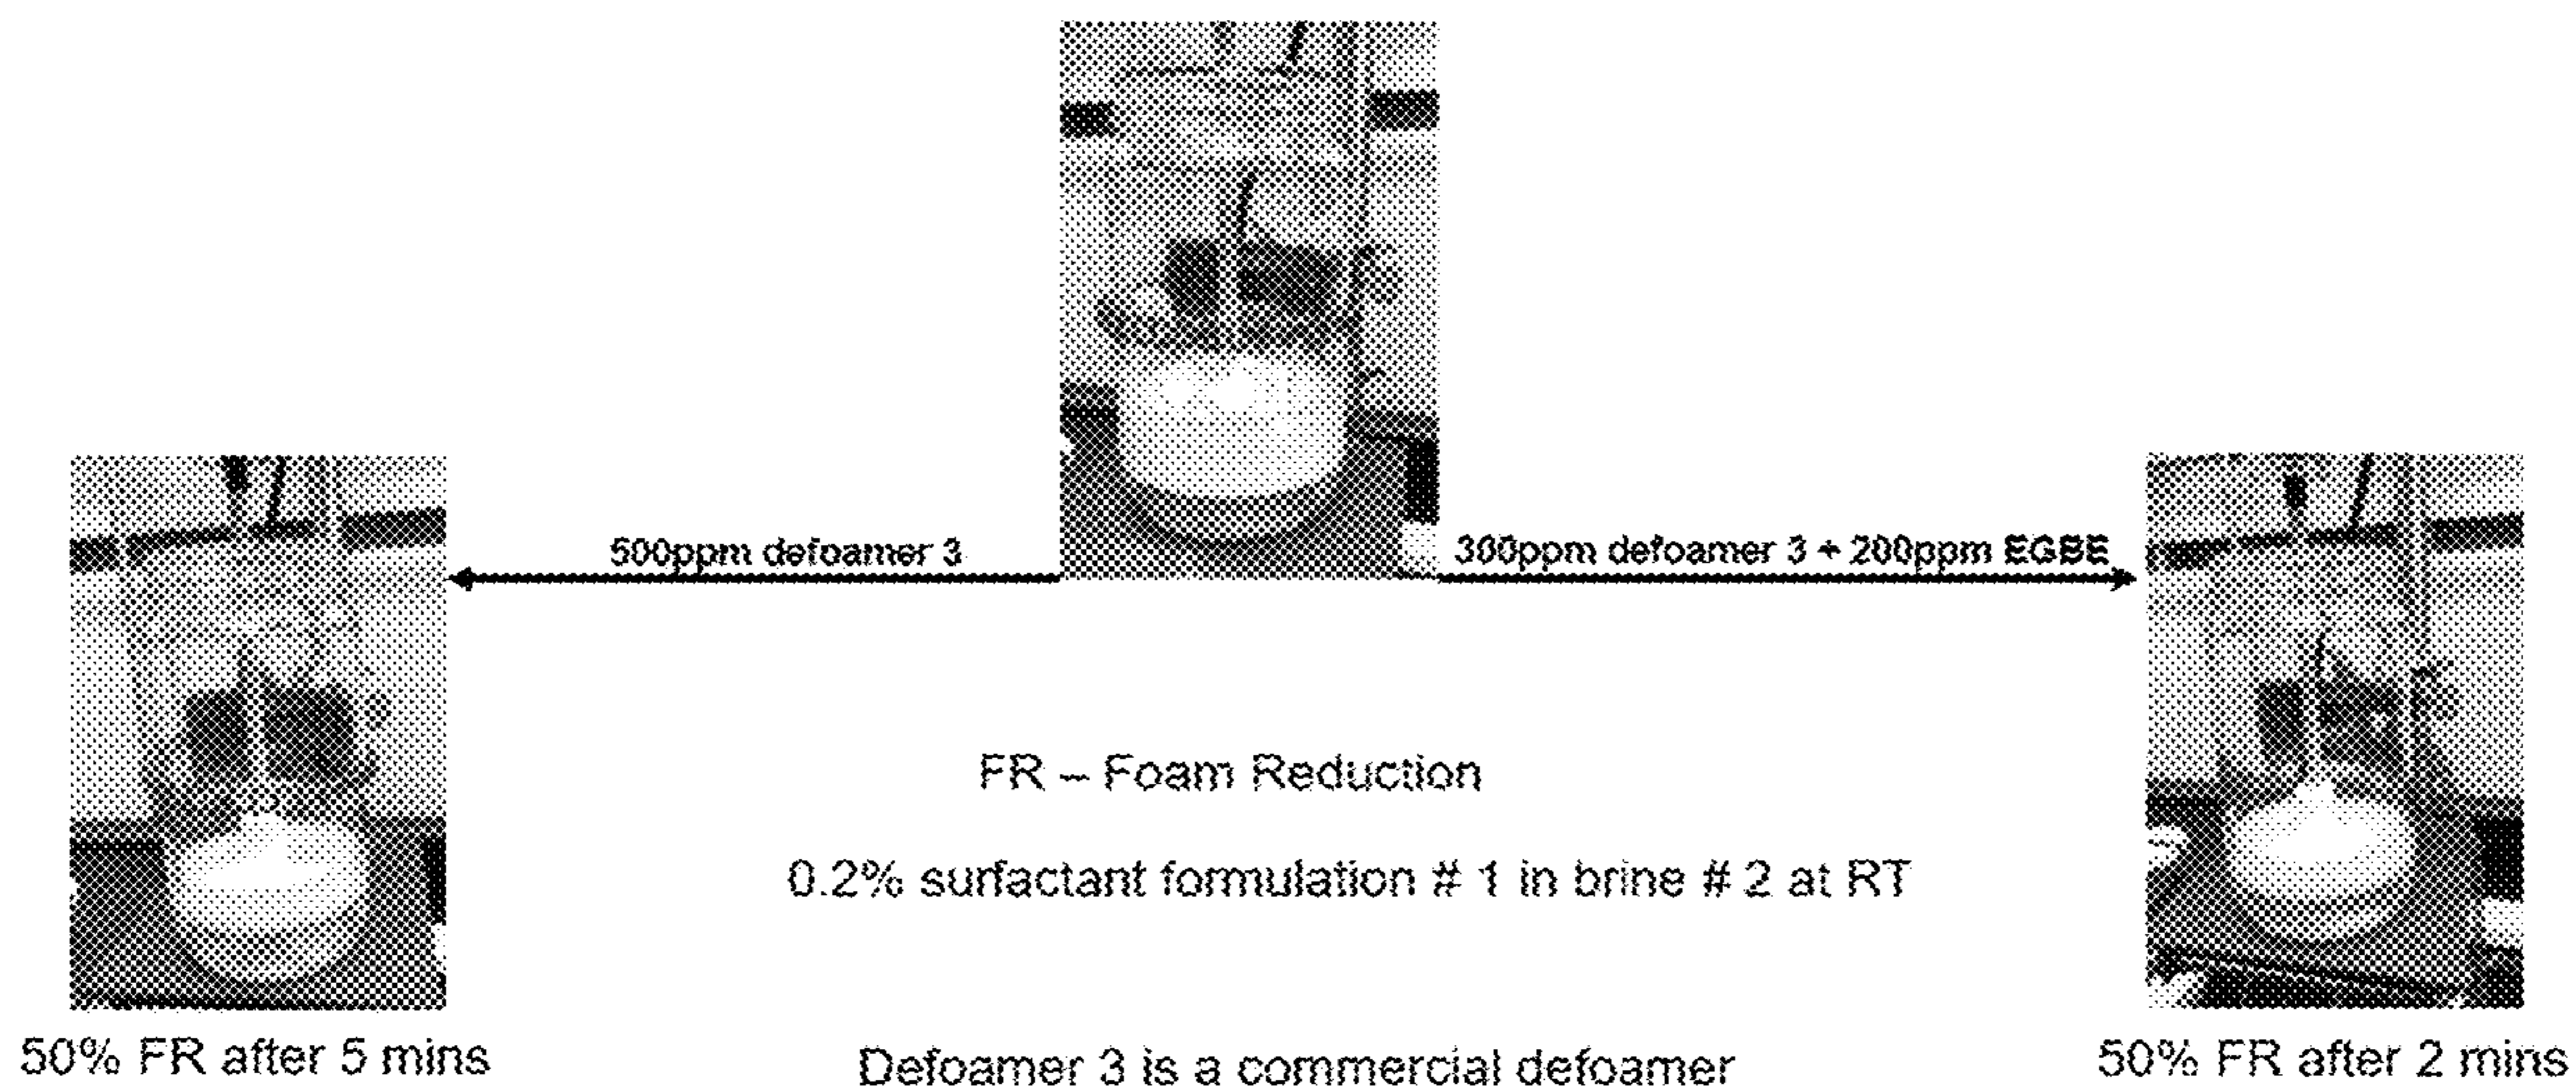 500ppm defoamer 3
300ppm defoamer 3 + 200ppm EGBE
FR – Foam Reduction
0.2% surfactant formulation # 1 in brine # 2 at RT
50% FR after 5 mins
Defoamer 3 is a commercial defoamer
50% FR after 2 mins